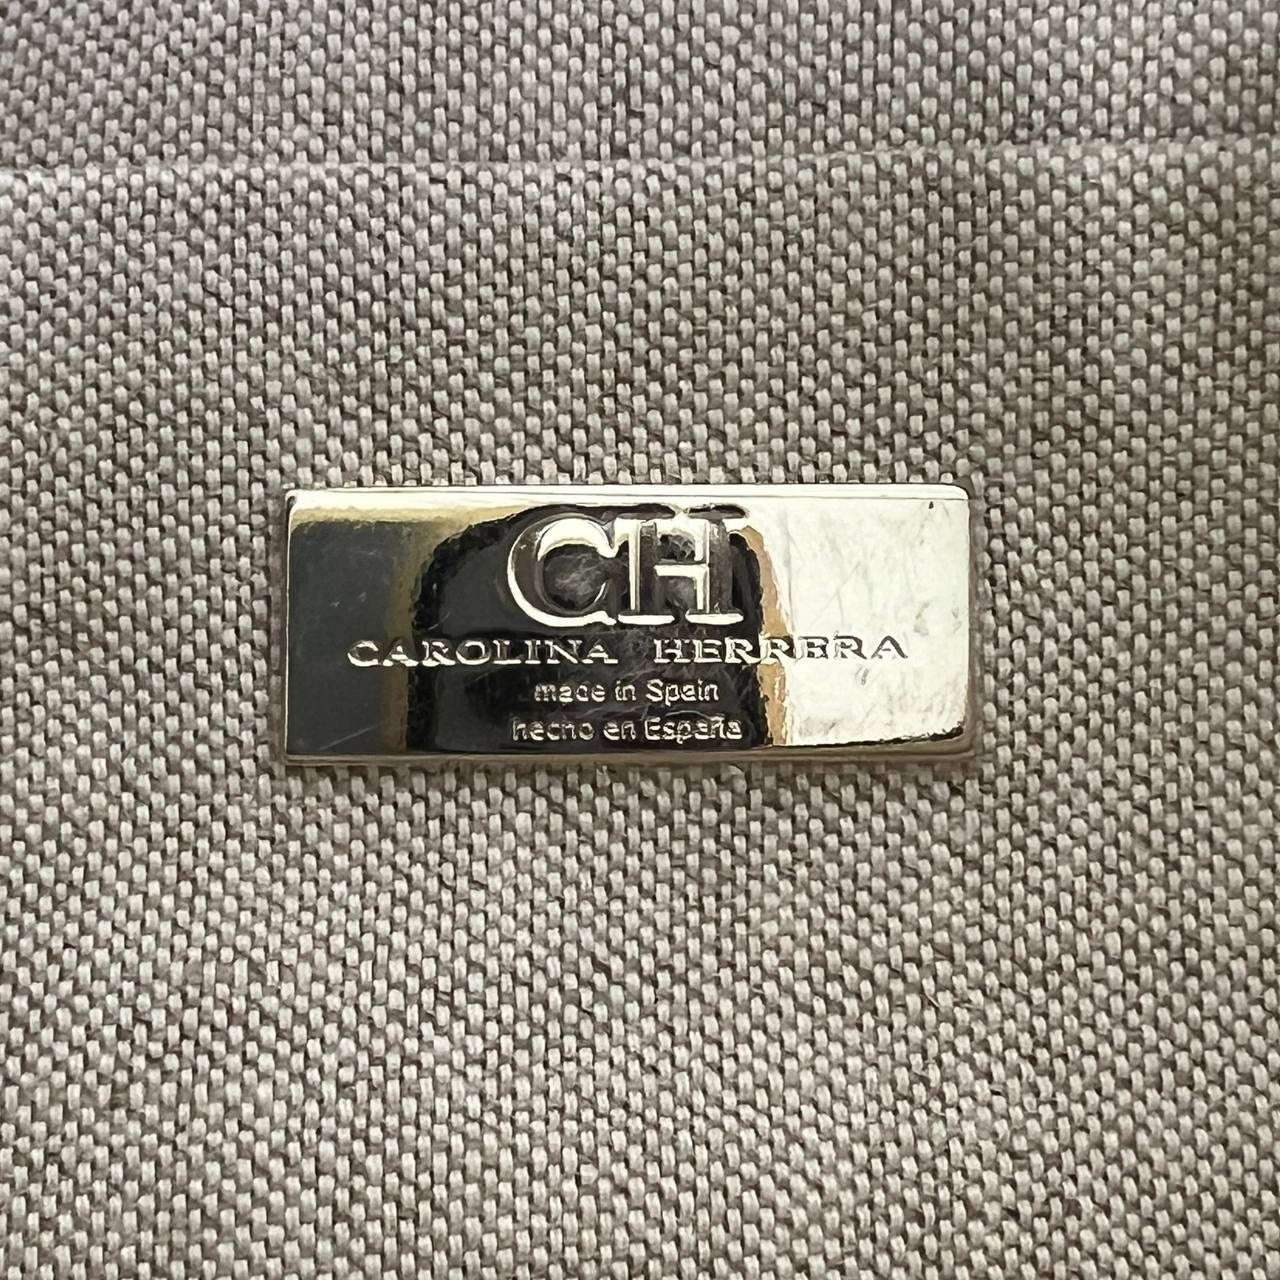 CH
CAROLINA HERRERA
made in Spain
hecho en España